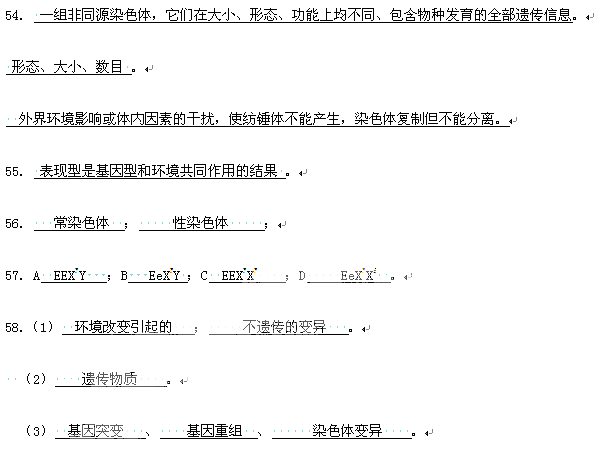 54. 一组非同源染色体，它们在大小、形态、功能上均不同、包含物种发育的全部遗传信息。
形态、大小、数目 。
外界环境影响或体内因素的干扰，使纺锤体不能产生，染色体复制但不能分离。
55. 表现型是基因型和环境共同作用的结果 。
56. 常染色体 ； 性染色体 ；
57. A EEX Y ；B EeX Y ；C EEX X ；D EeX X 。
58.（1） 环境改变引起的 ； 不遗传的变异 。
（2） 遗传物质 。
（3） 基因突变 、 基因重组 、 染色体变异 。